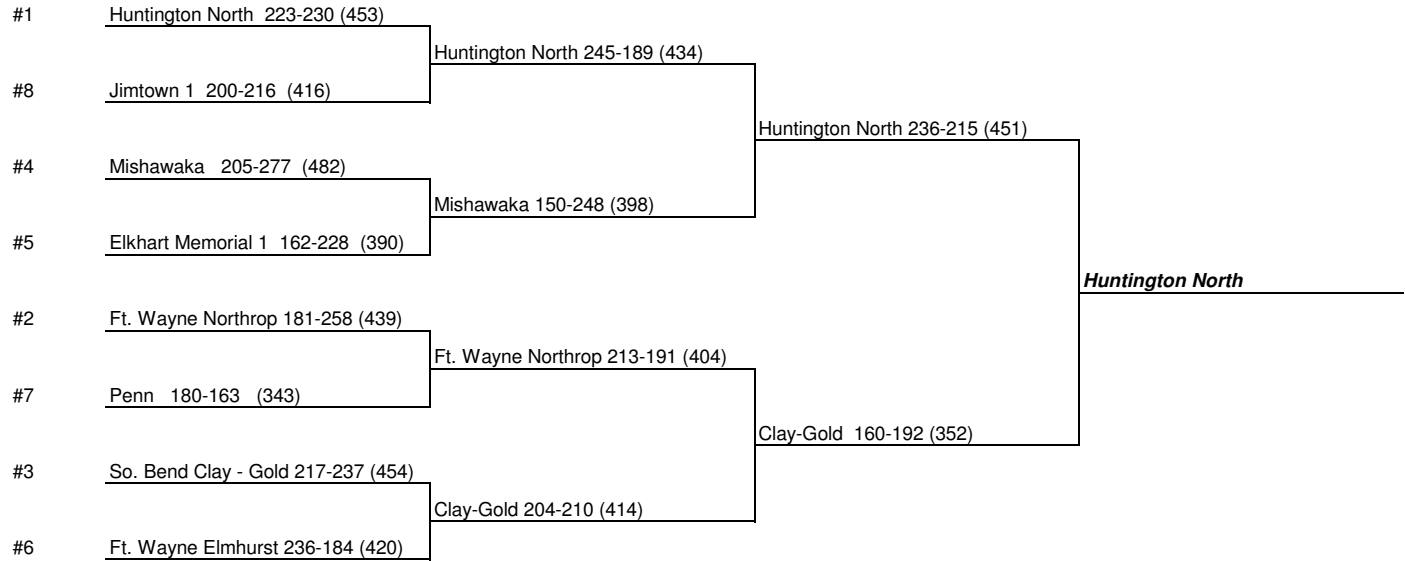 #1 Huntington North 223-230 (453)
Huntington North 245-189 (434)
#8 Jimtown 1 200-216 (416)
Huntington North 236-215 (451)
#4 Mishawaka 205-277 (482)
Mishawaka 150-248 (398)
#5 Elkhart Memorial 1 162-228 (390)
Huntington North
#2 Ft. Wayne Northrop 181-258 (439)
Ft. Wayne Northrop 213-191 (404)
#7 Penn 180-163 (343)
Clay-Gold 160-192 (352)
#3 So. Bend Clay - Gold 217-237 (454)
Clay-Gold 204-210 (414)
#6 Ft. Wayne Elmhurst 236-184 (420)